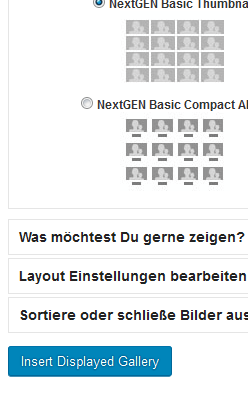 NextGEN Basic Thumbna
NextGEN Basic Compact Al
Was möchtest Du gerne zeigen?
Layout Einstellungen bearbeiten
Sortiere oder schließe Bilder aus
Insert Displayed Gallery